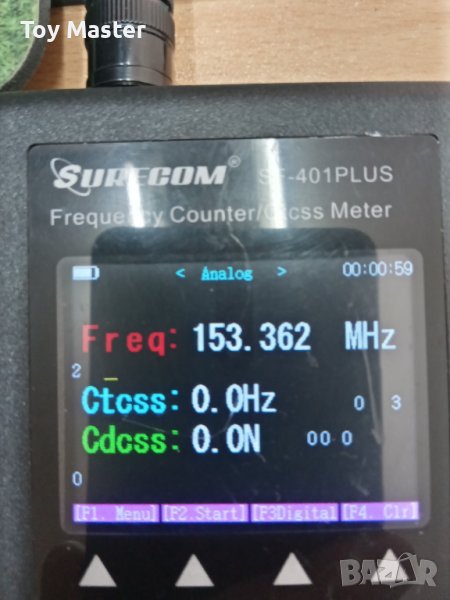 Toy Master
SURECOM®
SF-401PLUS
Frequency Counter/Ctcss Meter
< Analog > 00:00:59
Freq: 153.362 MHz
2 _
Ctcss: 0.0Hz 0 3
Cdcss: 0.0N 00 0
0
[F1. Menu] [F2.Start] [F3Digital [F4. Clr]
BAZAR